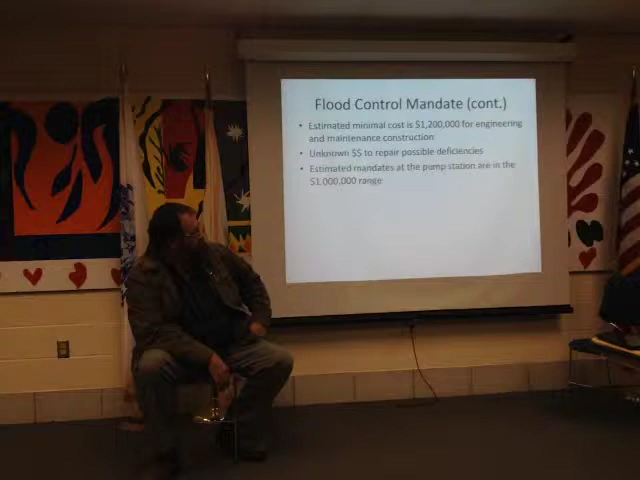 Flood Control Mandate (cont.)
• Estimated minimal cost is $1,200,000 for engineering
and maintenance construction
• Unknown $$ to repair possible deficiencies
• Estimated mandates at the pump station are in the
$1,000,000 range